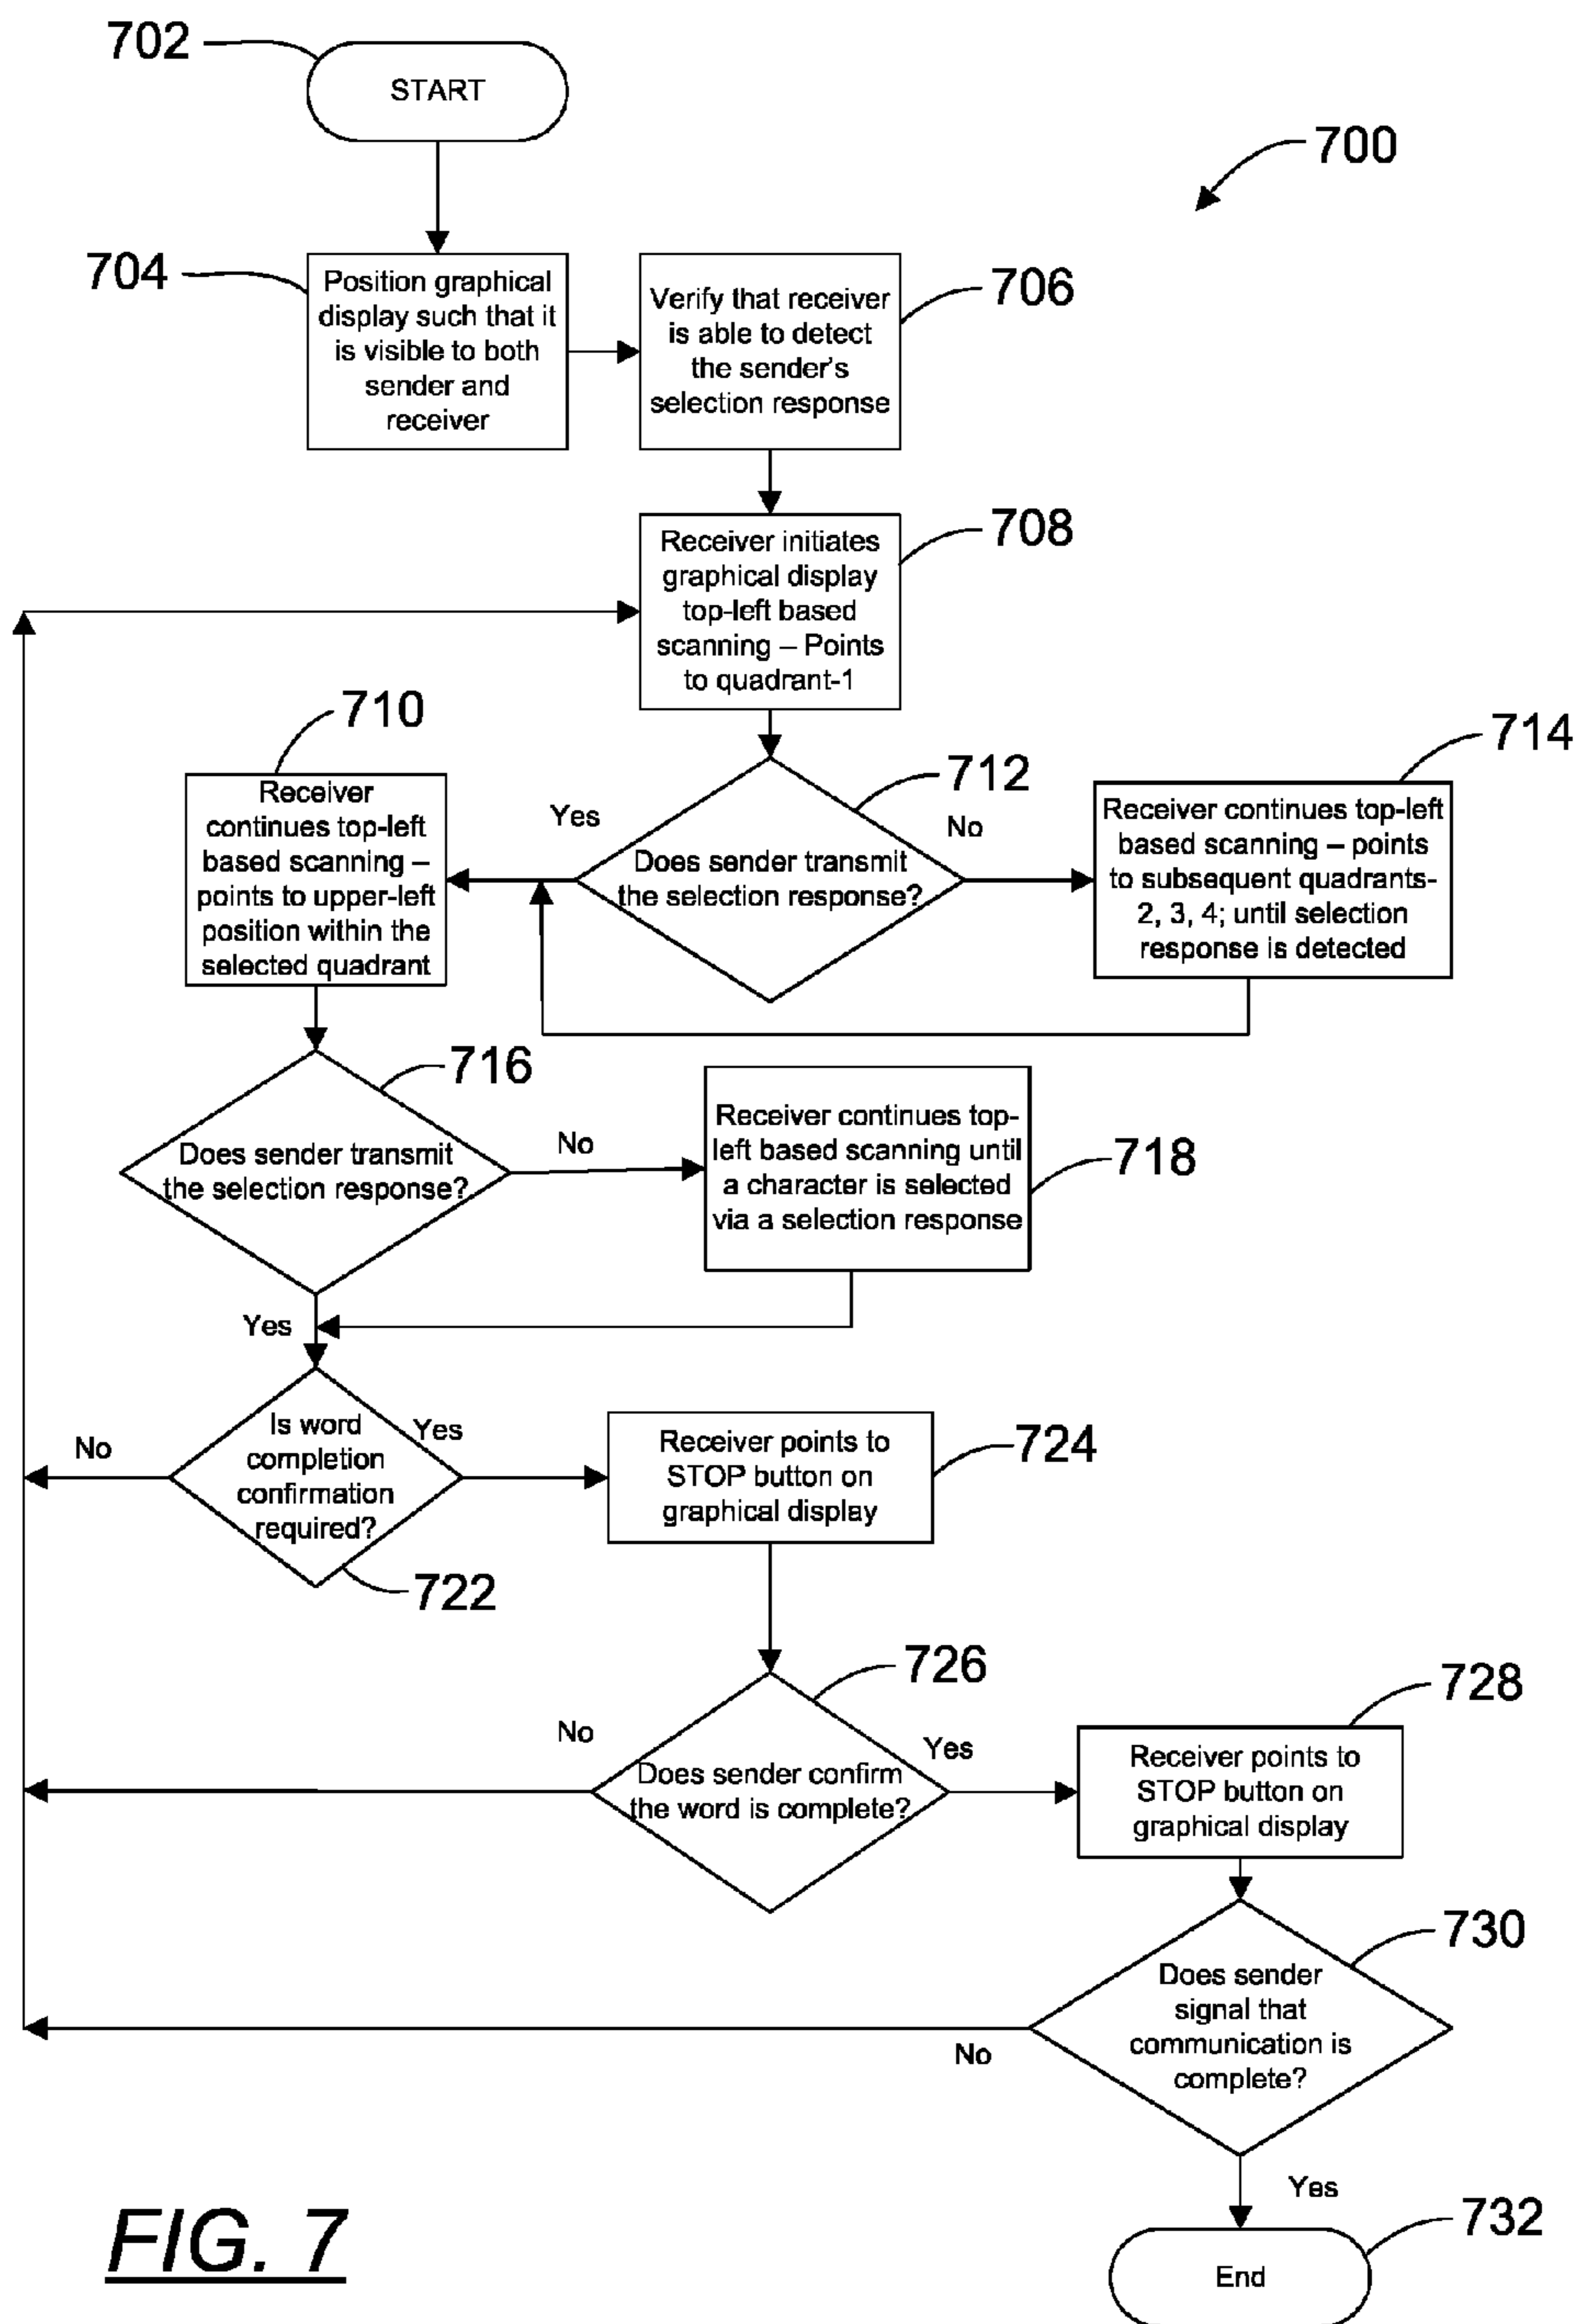 702
START
700
704
Position graphical
display such that it
is visible to both
sender and
receiver
Verify that receiver
is able to detect
the sender's
selection response
706
Receiver initiates
graphical display
top-left based
scanning – Points
to quadrant-1
708
710
Receiver
continues top-left
based scanning –
points to upper-left
position within the
selected quadrant
Yes
712
Does sender transmit
the selection response?
No
714
Receiver continues top-left
based scanning – points
to subsequent quadrants-
2, 3, 4; until selection
response is detected
716
Does sender transmit
the selection response?
No
Receiver continues top-
left based scanning until
a character is selected
via a selection response
718
Yes
No
Is word
completion
confirmation
required?
Yes
722
Receiver points to
STOP button on
graphical display
724
726
No
Does sender confirm
the word is complete?
Yes
728
Receiver points to
STOP button on
graphical display
730
Does sender
signal that
communication is
complete?
No
Yes
732
End
FIG. 7